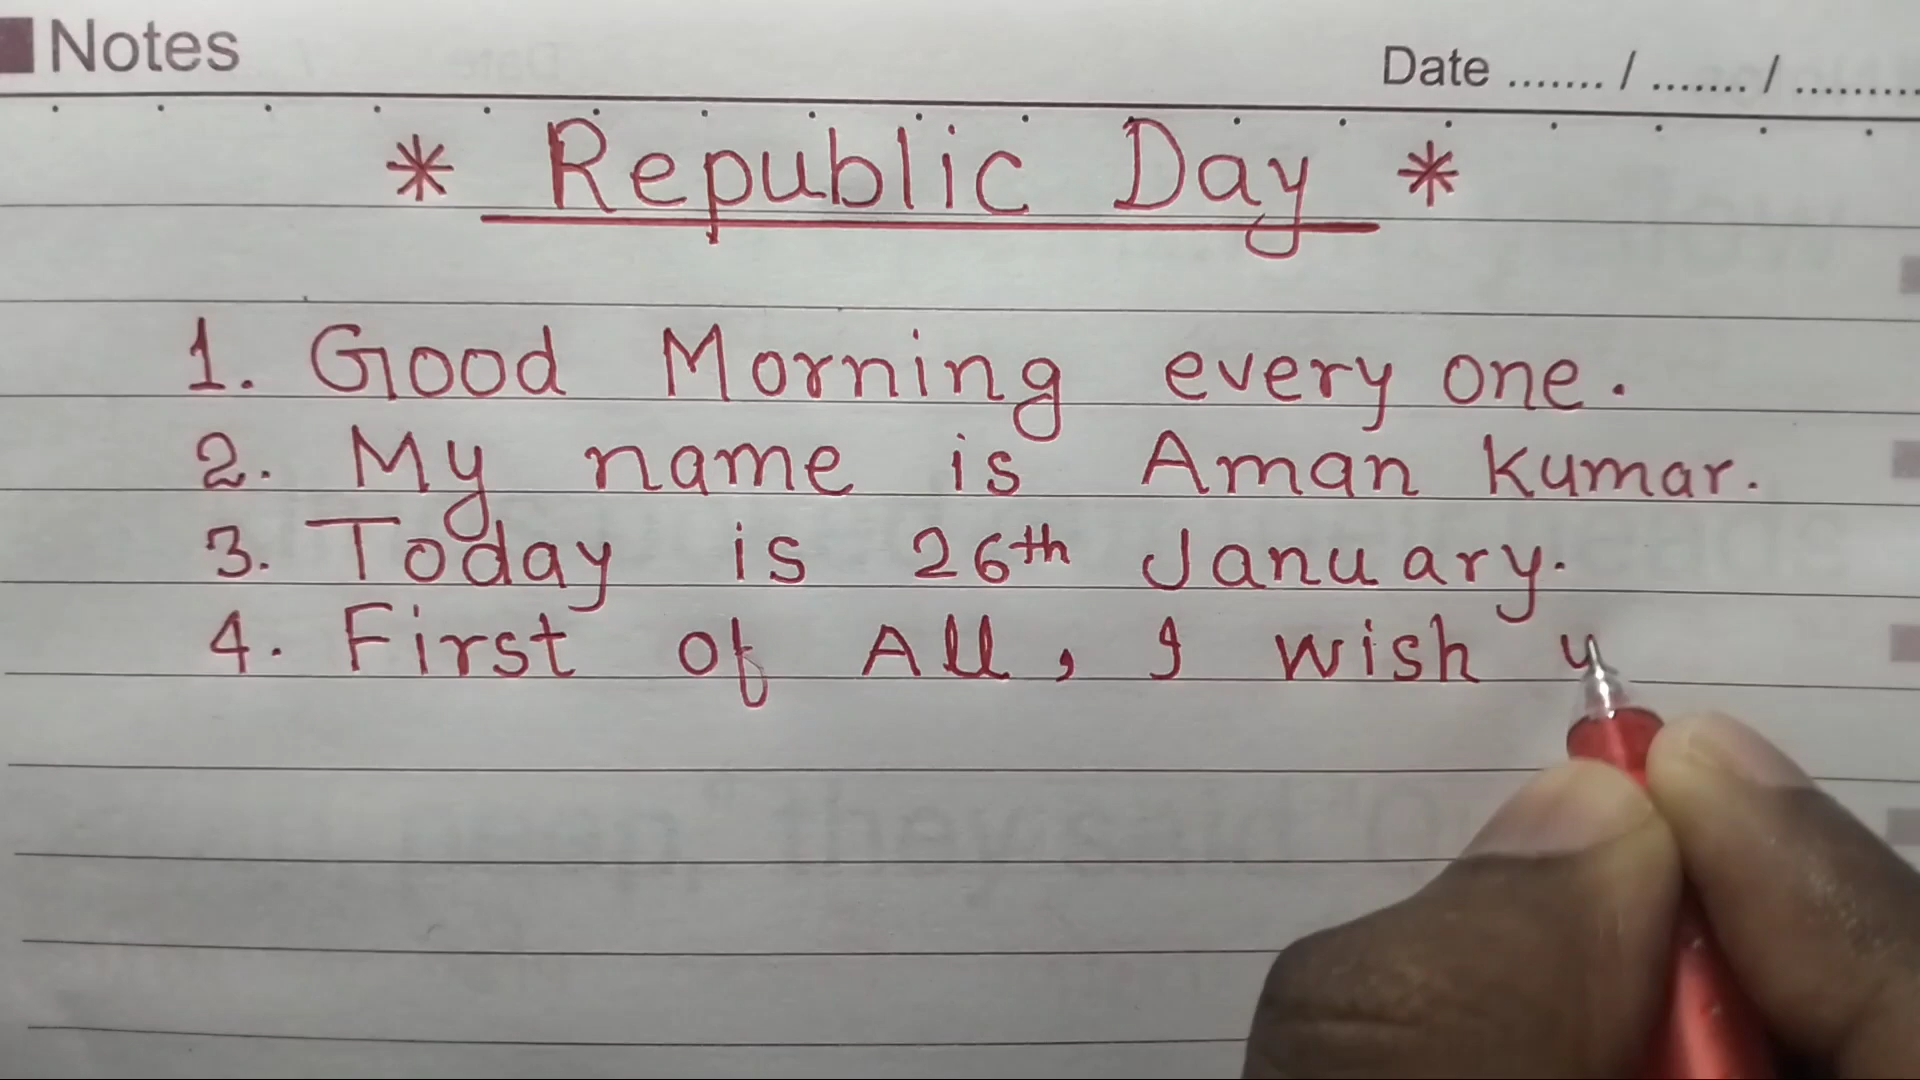 Notes
Date ....... / ....... / .........
* Republic Day *
1. Good Morning every one.
2. My name is Aman Kumar.
3. Today is 26th January.
4. First of All, I wish y